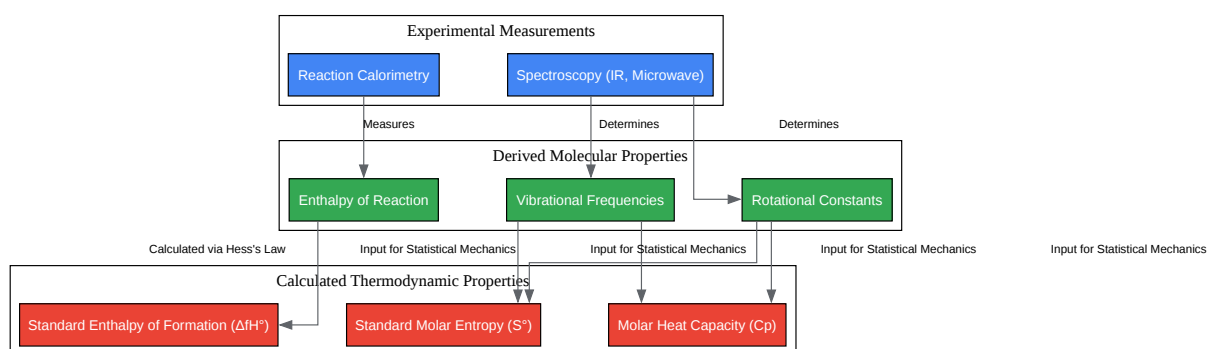 Experimental Measurements
Reaction Calorimetry
Spectroscopy (IR, Microwave)
Measures
Determines
Determines
Derived Molecular Properties
Enthalpy of Reaction
Vibrational Frequencies
Rotational Constants
Calculated via Hess's Law
Input for Statistical Mechanics
Input for Statistical Mechanics
Input for Statistical Mechanics
Input for Statistical Mechanics
Calculated Thermodynamic Properties
Standard Enthalpy of Formation (ΔfH°)
Standard Molar Entropy (S°)
Molar Heat Capacity (Cp)